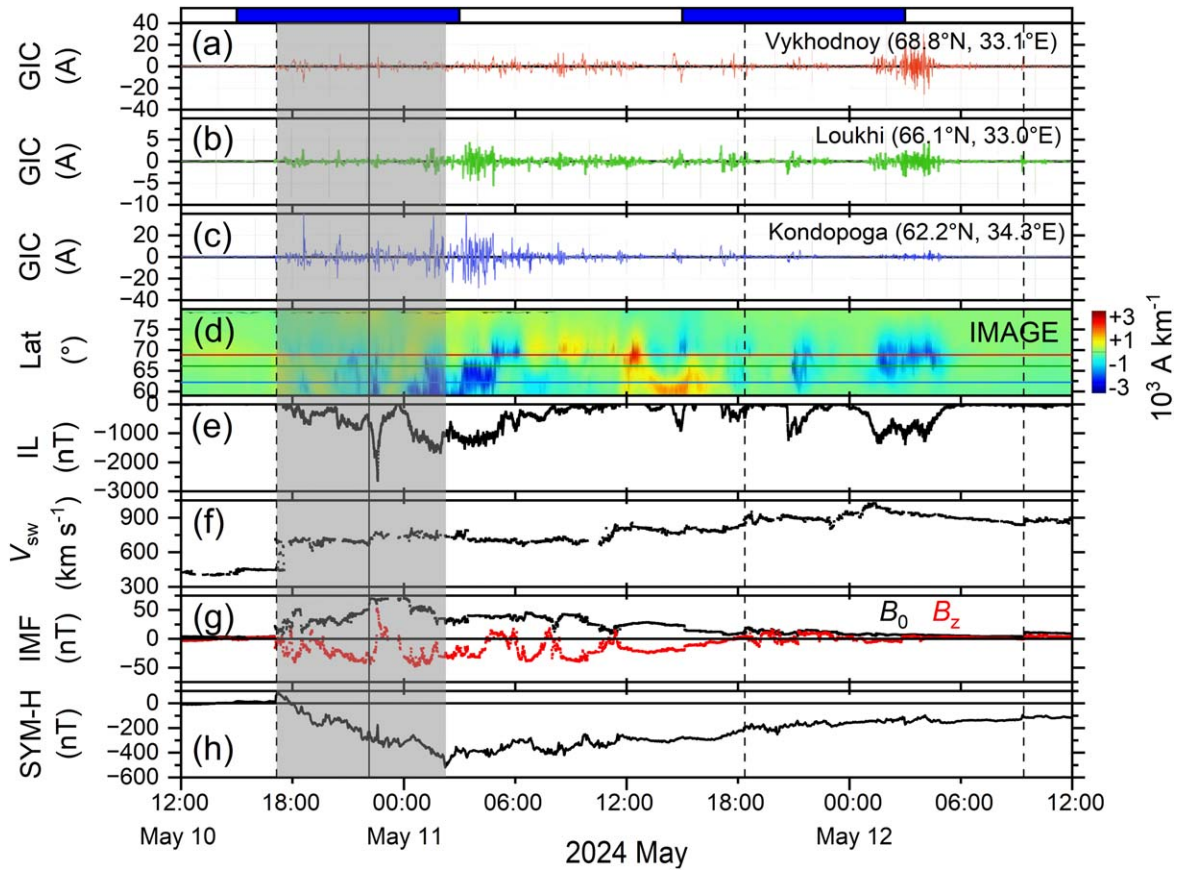 (a)
Vykhodnoy (68.8°N, 33.1°E)
GIC
(A)
40
20
0
−20
−40
(b)
Loukhi (66.1°N, 33.0°E)
GIC
(A)
5
0
−5
−10
(c)
Kondopoga (62.2°N, 34.3°E)
GIC
(A)
20
0
−20
−40
(d)
IMAGE
Lat
(°)
75
70
65
60
+3
+1
-1
-3
10³ A km⁻¹
(e)
IL
(nT)
0
−1000
−2000
−3000
(f)
Vsw
(km s⁻¹)
900
600
300
(g)
B₀ Bz
IMF
(nT)
50
0
−50
(h)
SYM-H
(nT)
0
−200
−400
−600
12:00 18:00 00:00 06:00 12:00 18:00 00:00 06:00 12:00
May 10 May 11 May 12
2024 May